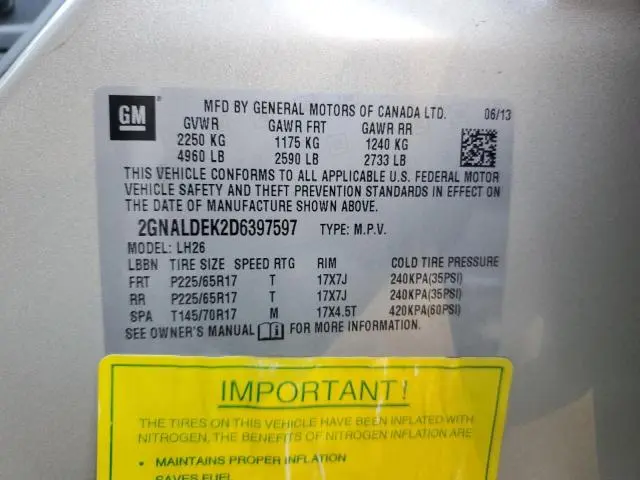 GM
MFD BY GENERAL MOTORS OF CANADA LTD. 06/13
GVWR GAWR FRT GAWR RR
2250 KG 1175 KG 1240 KG
4960 LB 2590 LB 2733 LB
THIS VEHICLE CONFORMS TO ALL APPLICABLE U.S. FEDERAL MOTOR
VEHICLE SAFETY AND THEFT PREVENTION STANDARDS IN EFFECT ON
THE DATE OF MANUFACTURE SHOWN ABOVE.
2GNALDEK2D6397597 TYPE: M.P.V.
MODEL: LH26
LBBN TIRE SIZE SPEED RTG RIM COLD TIRE PRESSURE
FRT P225/65R17 T 17X7J 240KPA(35PSI)
RR P225/65R17 T 17X7J 240KPA(35PSI)
SPA T145/70R17 M 17X4.5T 420KPA(60PSI)
SEE OWNER'S MANUAL FOR MORE INFORMATION.
IMPORTANT!
THE TIRES ON THIS VEHICLE HAVE BEEN INFLATED WITH
NITROGEN, THE BENEFITS OF NITROGEN INFLATION ARE
• MAINTAINS PROPER INFLATION
SAVES FUEL